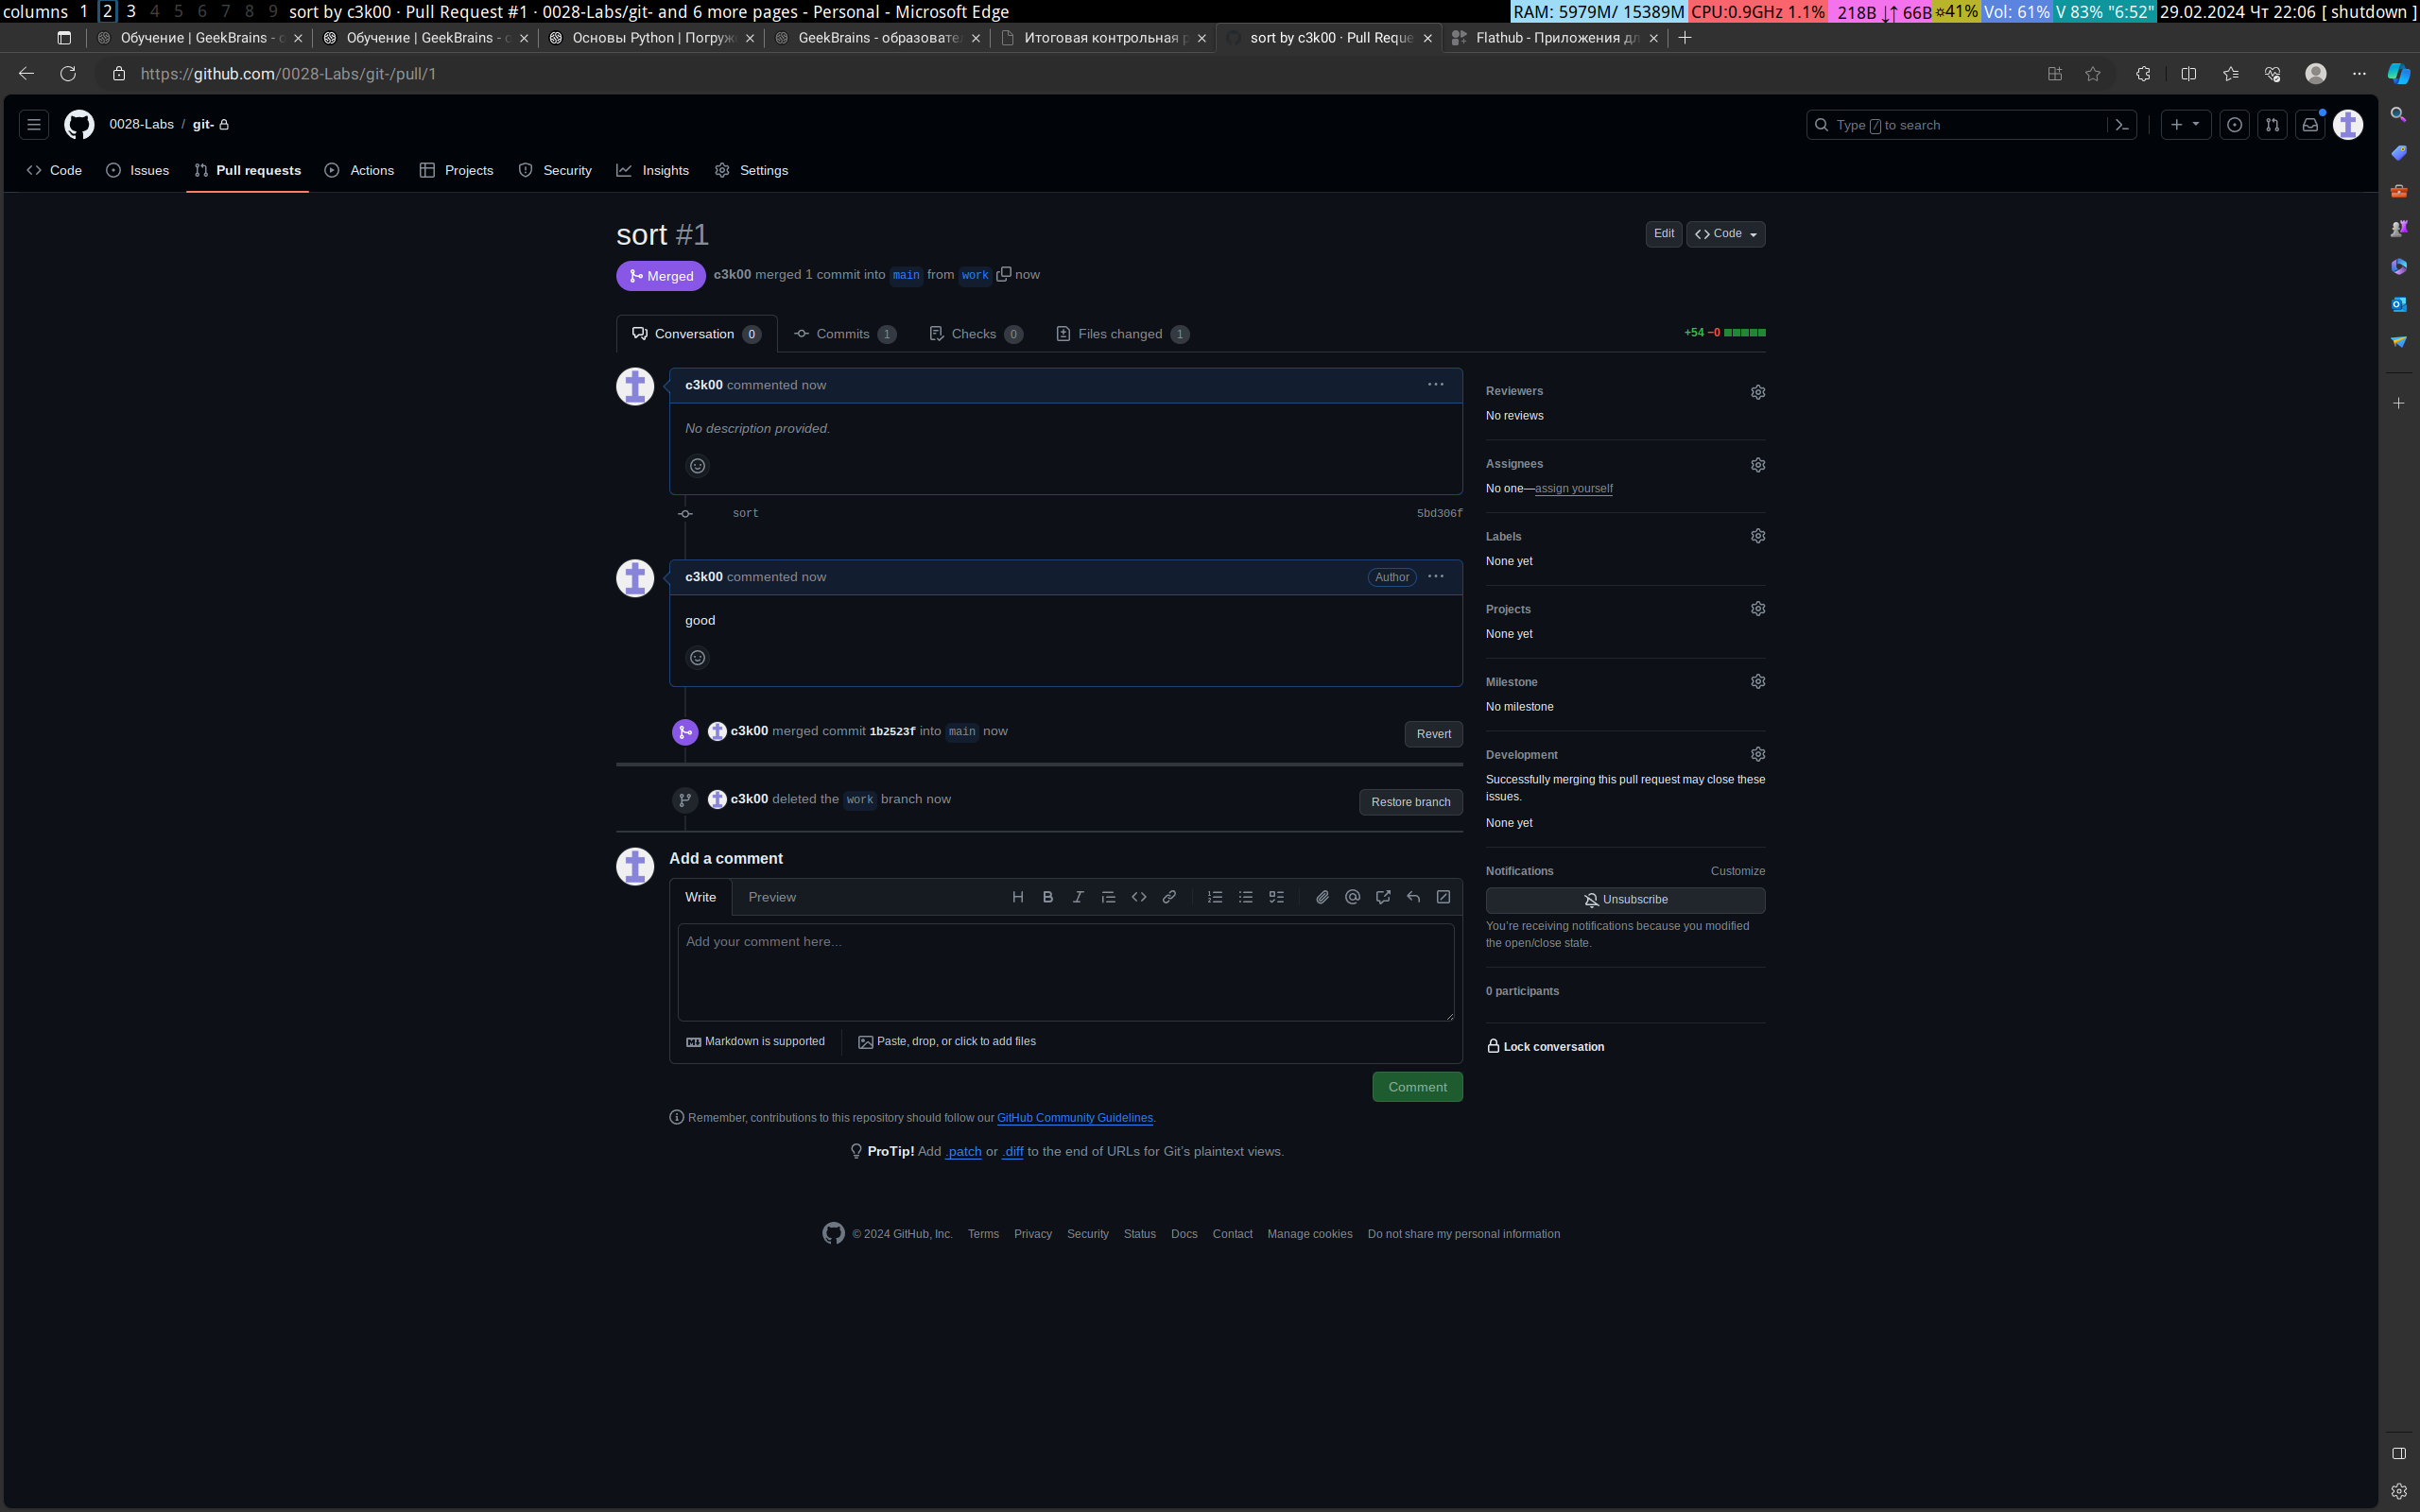 columns 1 2 3 4 5 6 7 8 9 sort by c3k00 · Pull Request #1 · 0028-Labs/git- and 6 more pages - Personal - Microsoft Edge RAM: 5979M/ 15389M CPU:0.9GHz 1.1% 218B ↓↑ 66B ☼41% Vol: 61% V 83% "6:52" 29.02.2024 Чт 22:06 [ shutdown ]
Обучение | GeekBrains - о Обучение | GeekBrains - о Основы Python | Погруж GeekBrains - образовате Итоговая контрольная р sort by c3k00 · Pull Reque Flathub - Приложения дл
https://github.com/0028-Labs/git-/pull/1
0028-Labs / git- Type / to search
Code Issues Pull requests Actions Projects Security Insights Settings
sort #1 Edit Code
Merged c3k00 merged 1 commit into main from work now
Conversation 0 Commits 1 Checks 0 Files changed 1 +54 −0
c3k00 commented now
No description provided.
sort 5bd306f
c3k00 commented now Author
good
c3k00 merged commit 1b2523f into main now Revert
c3k00 deleted the work branch now Restore branch
Add a comment
Write Preview
Add your comment here...
Markdown is supported Paste, drop, or click to add files
Comment
Remember, contributions to this repository should follow our GitHub Community Guidelines.
ProTip! Add .patch or .diff to the end of URLs for Git's plaintext views.
Reviewers
No reviews
Assignees
No one—assign yourself
Labels
None yet
Projects
None yet
Milestone
No milestone
Development
Successfully merging this pull request may close these
issues.
None yet
Notifications Customize
Unsubscribe
You're receiving notifications because you modified
the open/close state.
0 participants
Lock conversation
© 2024 GitHub, Inc. Terms Privacy Security Status Docs Contact Manage cookies Do not share my personal information